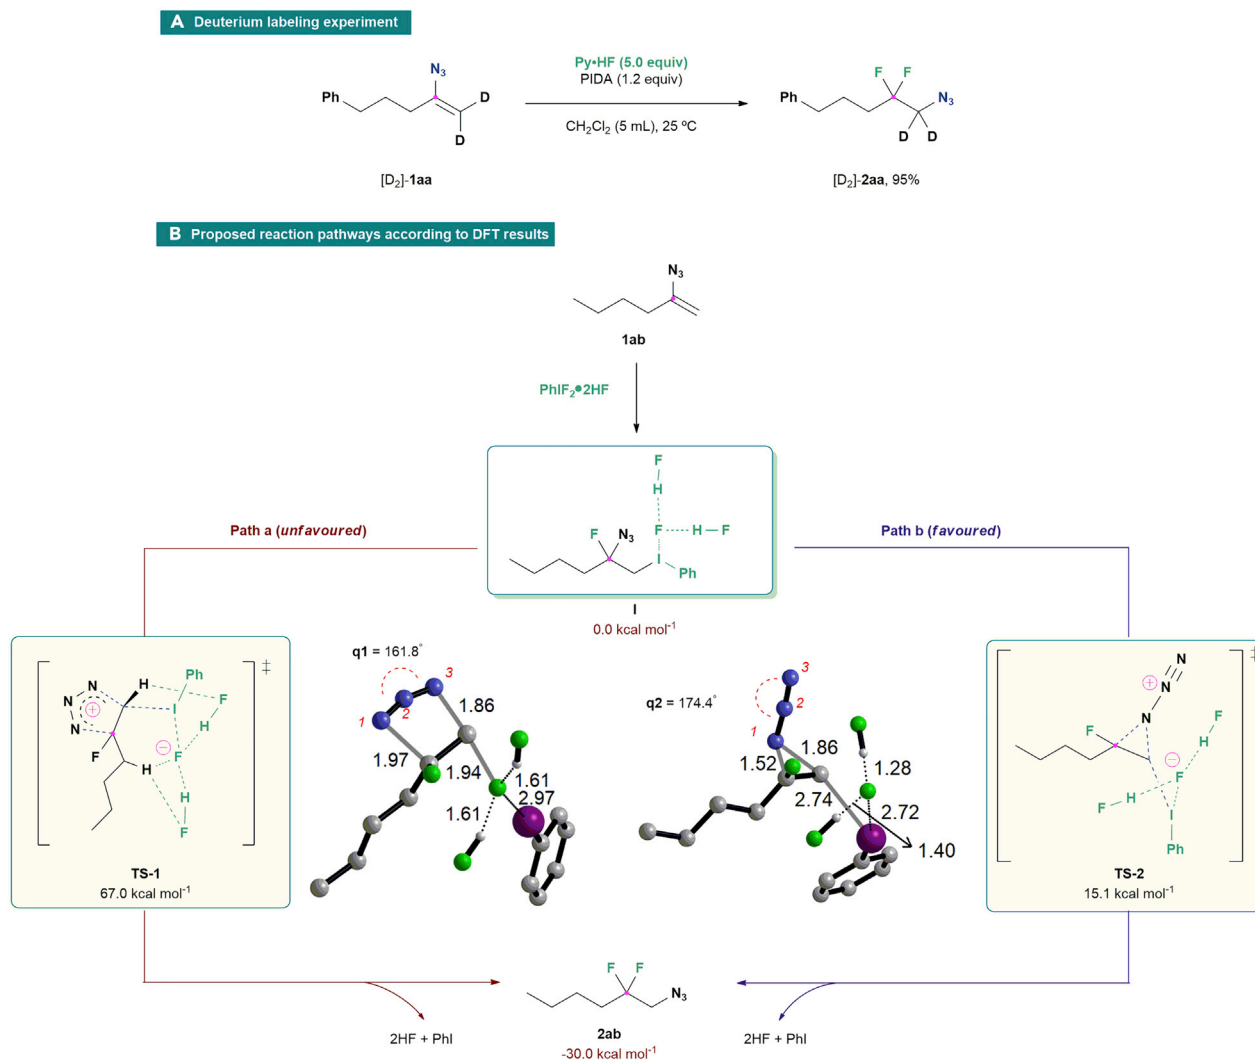 A Deuterium labeling experiment
N₃
Ph
D
D
[D₂]-1aa
Py•HF (5.0 equiv)
PIDA (1.2 equiv)
CH₂Cl₂ (5 mL), 25 ºC
F F
Ph
N₃
D D
[D₂]-2aa, 95%
B Proposed reaction pathways according to DFT results
N₃
1ab
PhIF₂•2HF
F
H
F H F
F N₃
I
Ph
I
0.0 kcal mol⁻¹
Path a (unfavoured)
Path b (favoured)
‡
Ph
H
N
N
N
I
F
H
⊕
F
⊖
H
F
H
F
TS-1
67.0 kcal mol⁻¹
q1 = 161.8°
3
2
1
1.86
1.97
1.94
1.61
2.97
1.61
q2 = 174.4°
3
2
1
1.86
1.52
1.28
2.74
2.72
1.40
‡
N
⊕
N
N
F
F
H
⊖
F
F H
I
Ph
TS-2
15.1 kcal mol⁻¹
F F
N₃
2ab
-30.0 kcal mol⁻¹
2HF + PhI
2HF + PhI